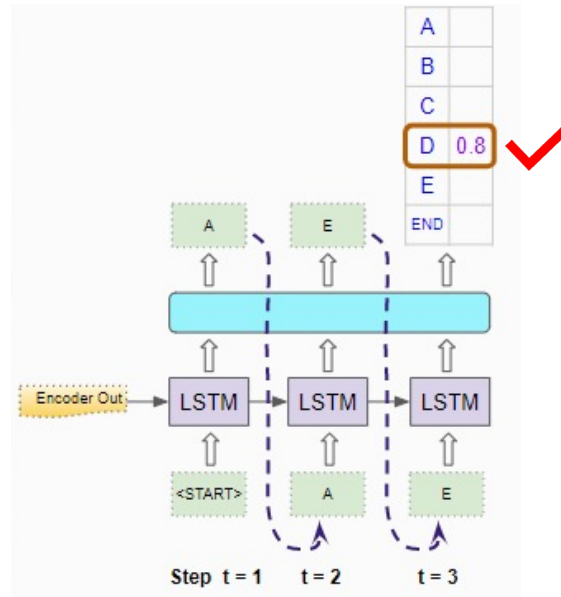 A
B
C
D 0.8
E
END
A E
Encoder Out
LSTM LSTM LSTM
<START> A E
Step t = 1 t = 2 t = 3